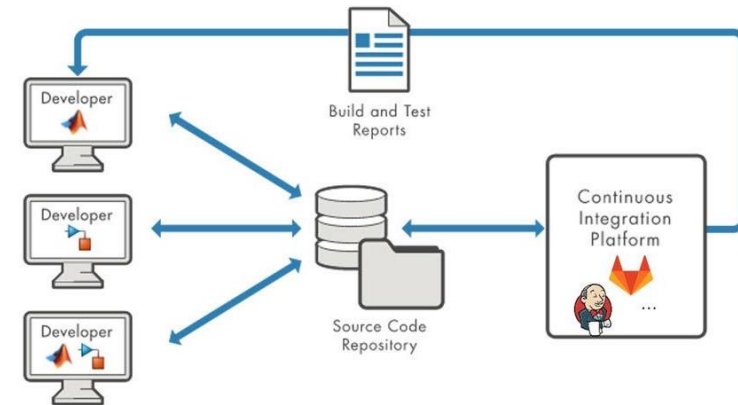 Developer
Build and Test
Reports
Developer
Continuous
Integration
Platform
...
Source Code
Repository
Developer